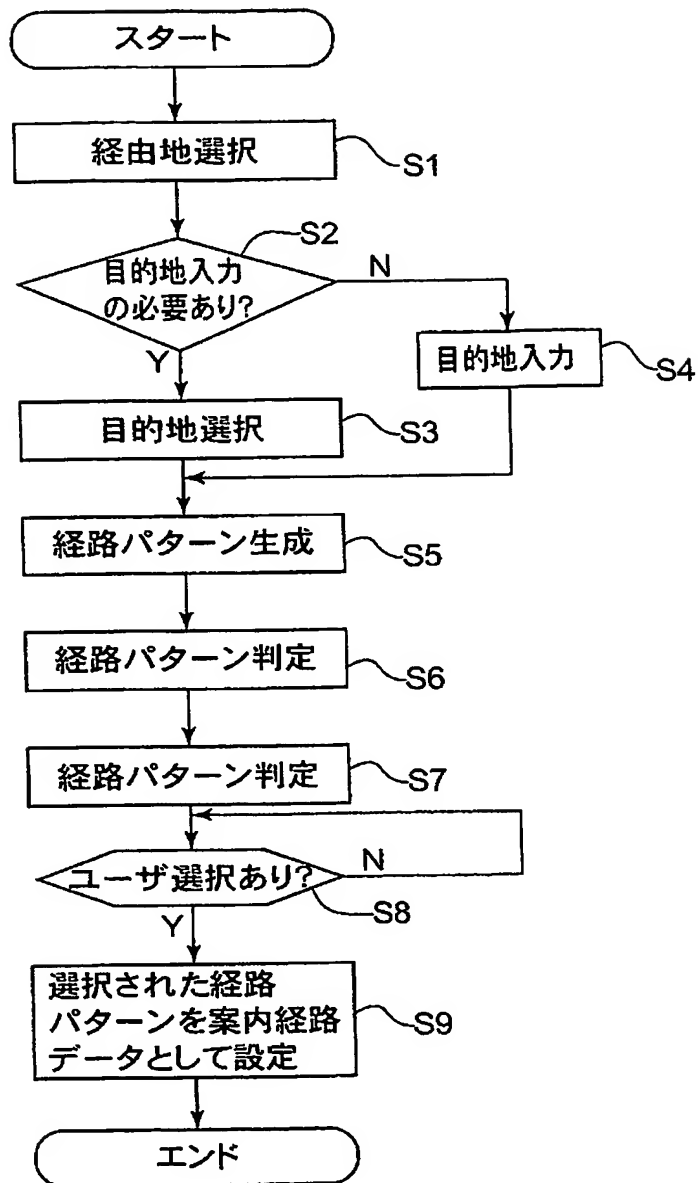 スタート
経由地選択
S1
S2
目的地入力
の必要あり?
N
Y
目的地入力
S4
目的地選択
S3
経路パターン生成
S5
経路パターン判定
S6
経路パターン判定
S7
ユーザ選択あり?
N
S8
Y
選択された経路
パターンを案内経路
データとして設定
S9
エンド